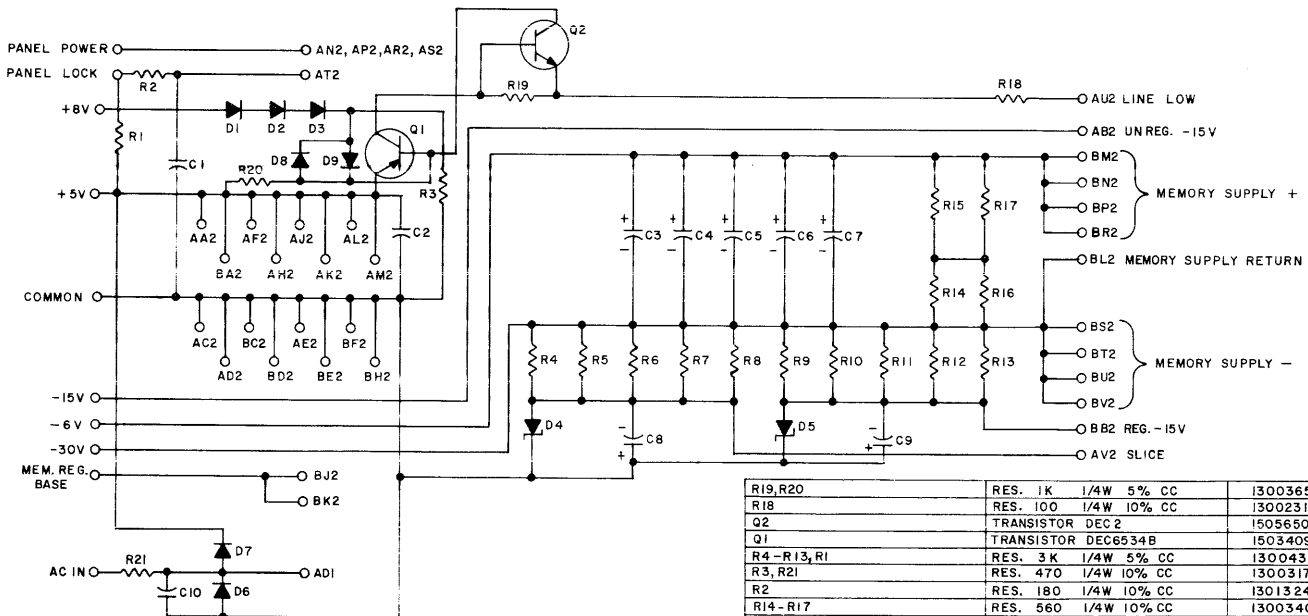 PANEL POWER
AN2, AP2, AR2, AS2
Q2
PANEL LOCK
R2
AT2
R19
R18
AU2 LINE LOW
+8V
D1
D2
D3
Q1
AB2 UNREG. -15V
R1
C1
D8
D9
R20
R3
BM2
BN2
BP2
BR2
MEMORY SUPPLY +
+5V
AA2
AF2
AJ2
AL2
C2
BA2
AH2
AK2
AM2
+
C3
-
+
C4
-
+
C5
-
+
C6
-
+
C7
-
R15
R17
BL2 MEMORY SUPPLY RETURN
COMMON
R14
R16
AC2
BC2
AE2
BF2
AD2
BD2
BE2
BH2
R4
R5
R6
R7
R8
R9
R10
R11
R12
R13
BS2
BT2
BU2
BV2
MEMORY SUPPLY -
-15V
-6V
-30V
D4
-
C8
+
D5
-
C9
+
BB2 REG. -15V
AV2 SLICE
MEM. REG. BASE
BJ2
BK2
D7
AC IN
R21
AD1
C10
D6
R19,R20 RES. 1K 1/4W 5% CC 1300365
R18 RES. 100 1/4W 10% CC 1300231
Q2 TRANSISTOR DEC 2 1505650
Q1 TRANSISTOR DEC6534B 1503409
R4-R13,R1 RES. 3K 1/4W 5% CC 130043
R3, R21 RES. 470 1/4W 10% CC 1300317
R2 RES. 180 1/4W 10% CC 1301324
R14-R17 RES. 560 1/4W 10% CC 1300340